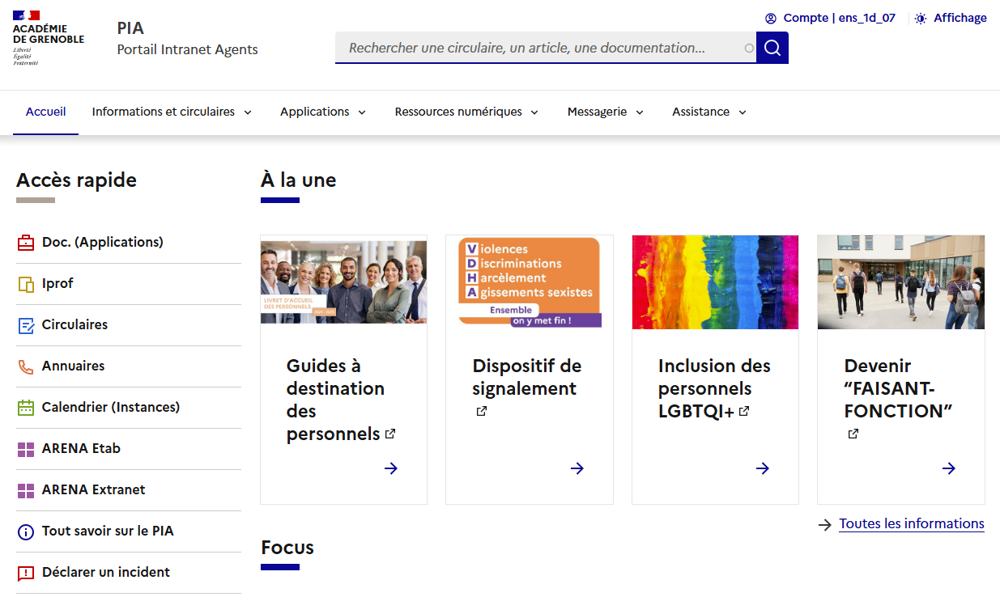 ACADÉMIE
DE GRENOBLE
Liberté
Égalité
Fraternité
PIA
Portail Intranet Agents
Rechercher une circulaire, un article, une documentation...
Compte | ens_1d_07
Affichage
Accueil
Informations et circulaires
Applications
Ressources numériques
Messagerie
Assistance
Accès rapide
Doc. (Applications)
Iprof
Circulaires
Annuaires
Calendrier (Instances)
ARENA Etab
ARENA Extranet
Tout savoir sur le PIA
Déclarer un incident
À la une
LIVRET D'ACCUEIL
DES PERSONNELS
2024 - 2025
Guides à
destination
des
personnels
Violences
Discriminations
Harcèlement
Agissements sexistes
Ensemble
on y met fin !
Dispositif de
signalement
Inclusion des
personnels
LGBTQI+
Devenir
“FAISANT-
FONCTION”
Toutes les informations
Focus